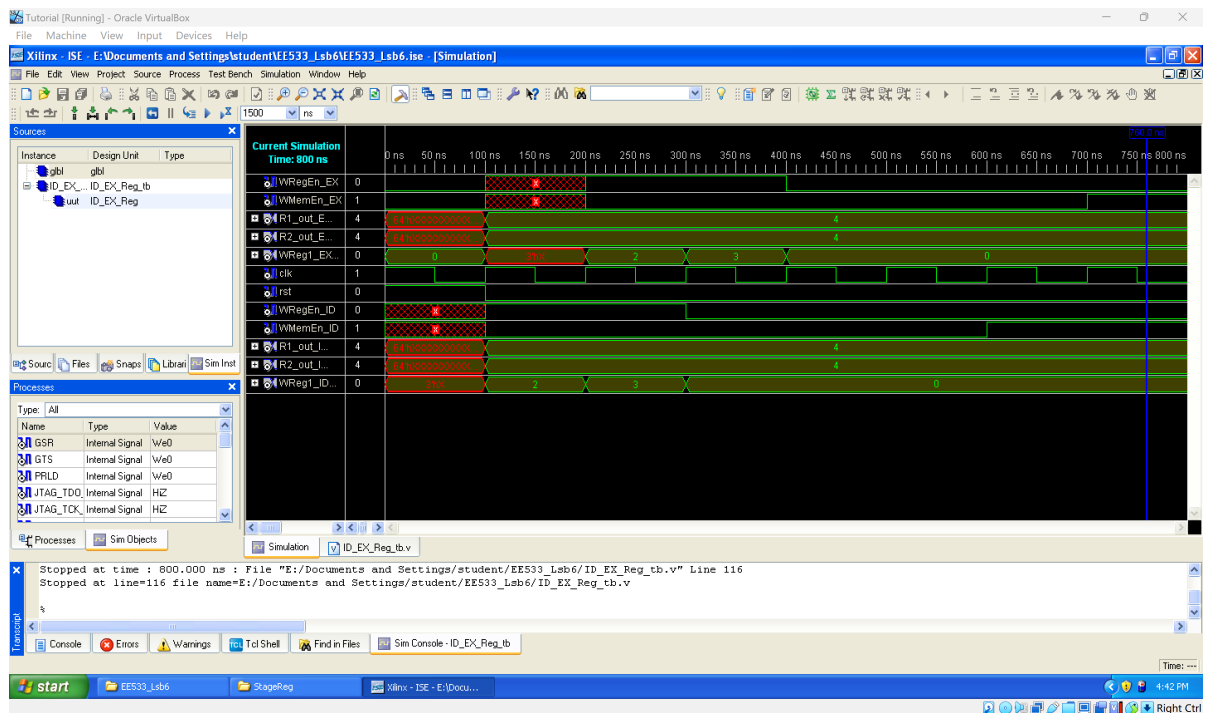 Tutorial [Running] - Oracle VirtualBox
File Machine View Input Devices Help
Xilinx - ISE - E:\Documents and Settings\student\EE533_Lsb6\EE533_Lsb6.ise - [Simulation]
File Edit View Project Source Process Test Bench Simulation Window Help
1500 ns
Sources
Instance Design Unit Type
glbl glbl
ID_EX_... ID_EX_Reg_tb
uut ID_EX_Reg
Sourc Files Snaps Librari Sim Inst
Processes
Type: All
Name Type Value
GSR Internal Signal We0
GTS Internal Signal We0
PRLD Internal Signal We0
JTAG_TDO_ Internal Signal HiZ
JTAG_TCK_ Internal Signal HiZ
Processes Sim Objects
Current Simulation
Time: 800 ns
760.0 ns
0 ns 50 ns 100 ns 150 ns 200 ns 250 ns 300 ns 350 ns 400 ns 450 ns 500 ns 550 ns 600 ns 650 ns 700 ns 750 ns 800 ns
WRegEn_EX 0 X
WMemEn_EX 1 X
R1_out_E... 4 4
R2_out_E... 4 4
WReg1_EX... 0 0 2 3 0
clk 1
rst 0
WRegEn_ID 0 X
WMemEn_ID 1 X
R1_out_I... 4 4
R2_out_I... 4 4
WReg1_ID... 0 2 3 0
Simulation ID_EX_Reg_tb.v
Stopped at time : 800.000 ns : File "E:/Documents and Settings/student/EE533_Lsb6/ID_EX_Reg_tb.v" Line 116
Stopped at line=116 file name=E:/Documents and Settings/student/EE533_Lsb6/ID_EX_Reg_tb.v
%
Transcript
Console Errors Warnings Tcl Shell Find in Files Sim Console - ID_EX_Reg_tb
Time: ---
start EE533_Lsb6 StageReg Xilinx - ISE - E:\Docu... 4:42 PM
Right Ctrl